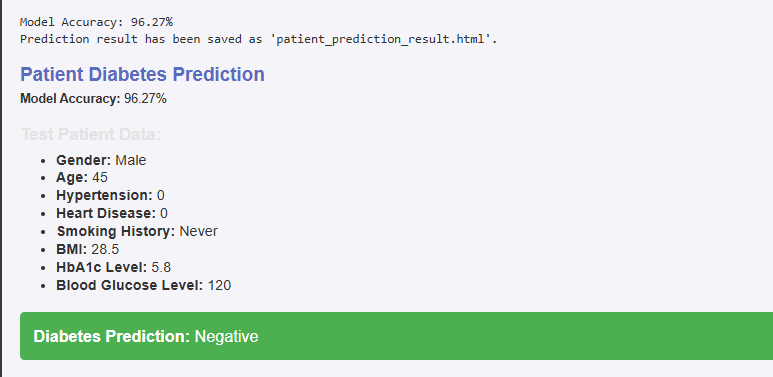 Model Accuracy: 96.27%
Prediction result has been saved as 'patient_prediction_result.html'.
Patient Diabetes Prediction
Model Accuracy: 96.27%
Test Patient Data:
• Gender: Male
• Age: 45
• Hypertension: 0
• Heart Disease: 0
• Smoking History: Never
• BMI: 28.5
• HbA1c Level: 5.8
• Blood Glucose Level: 120
Diabetes Prediction: Negative